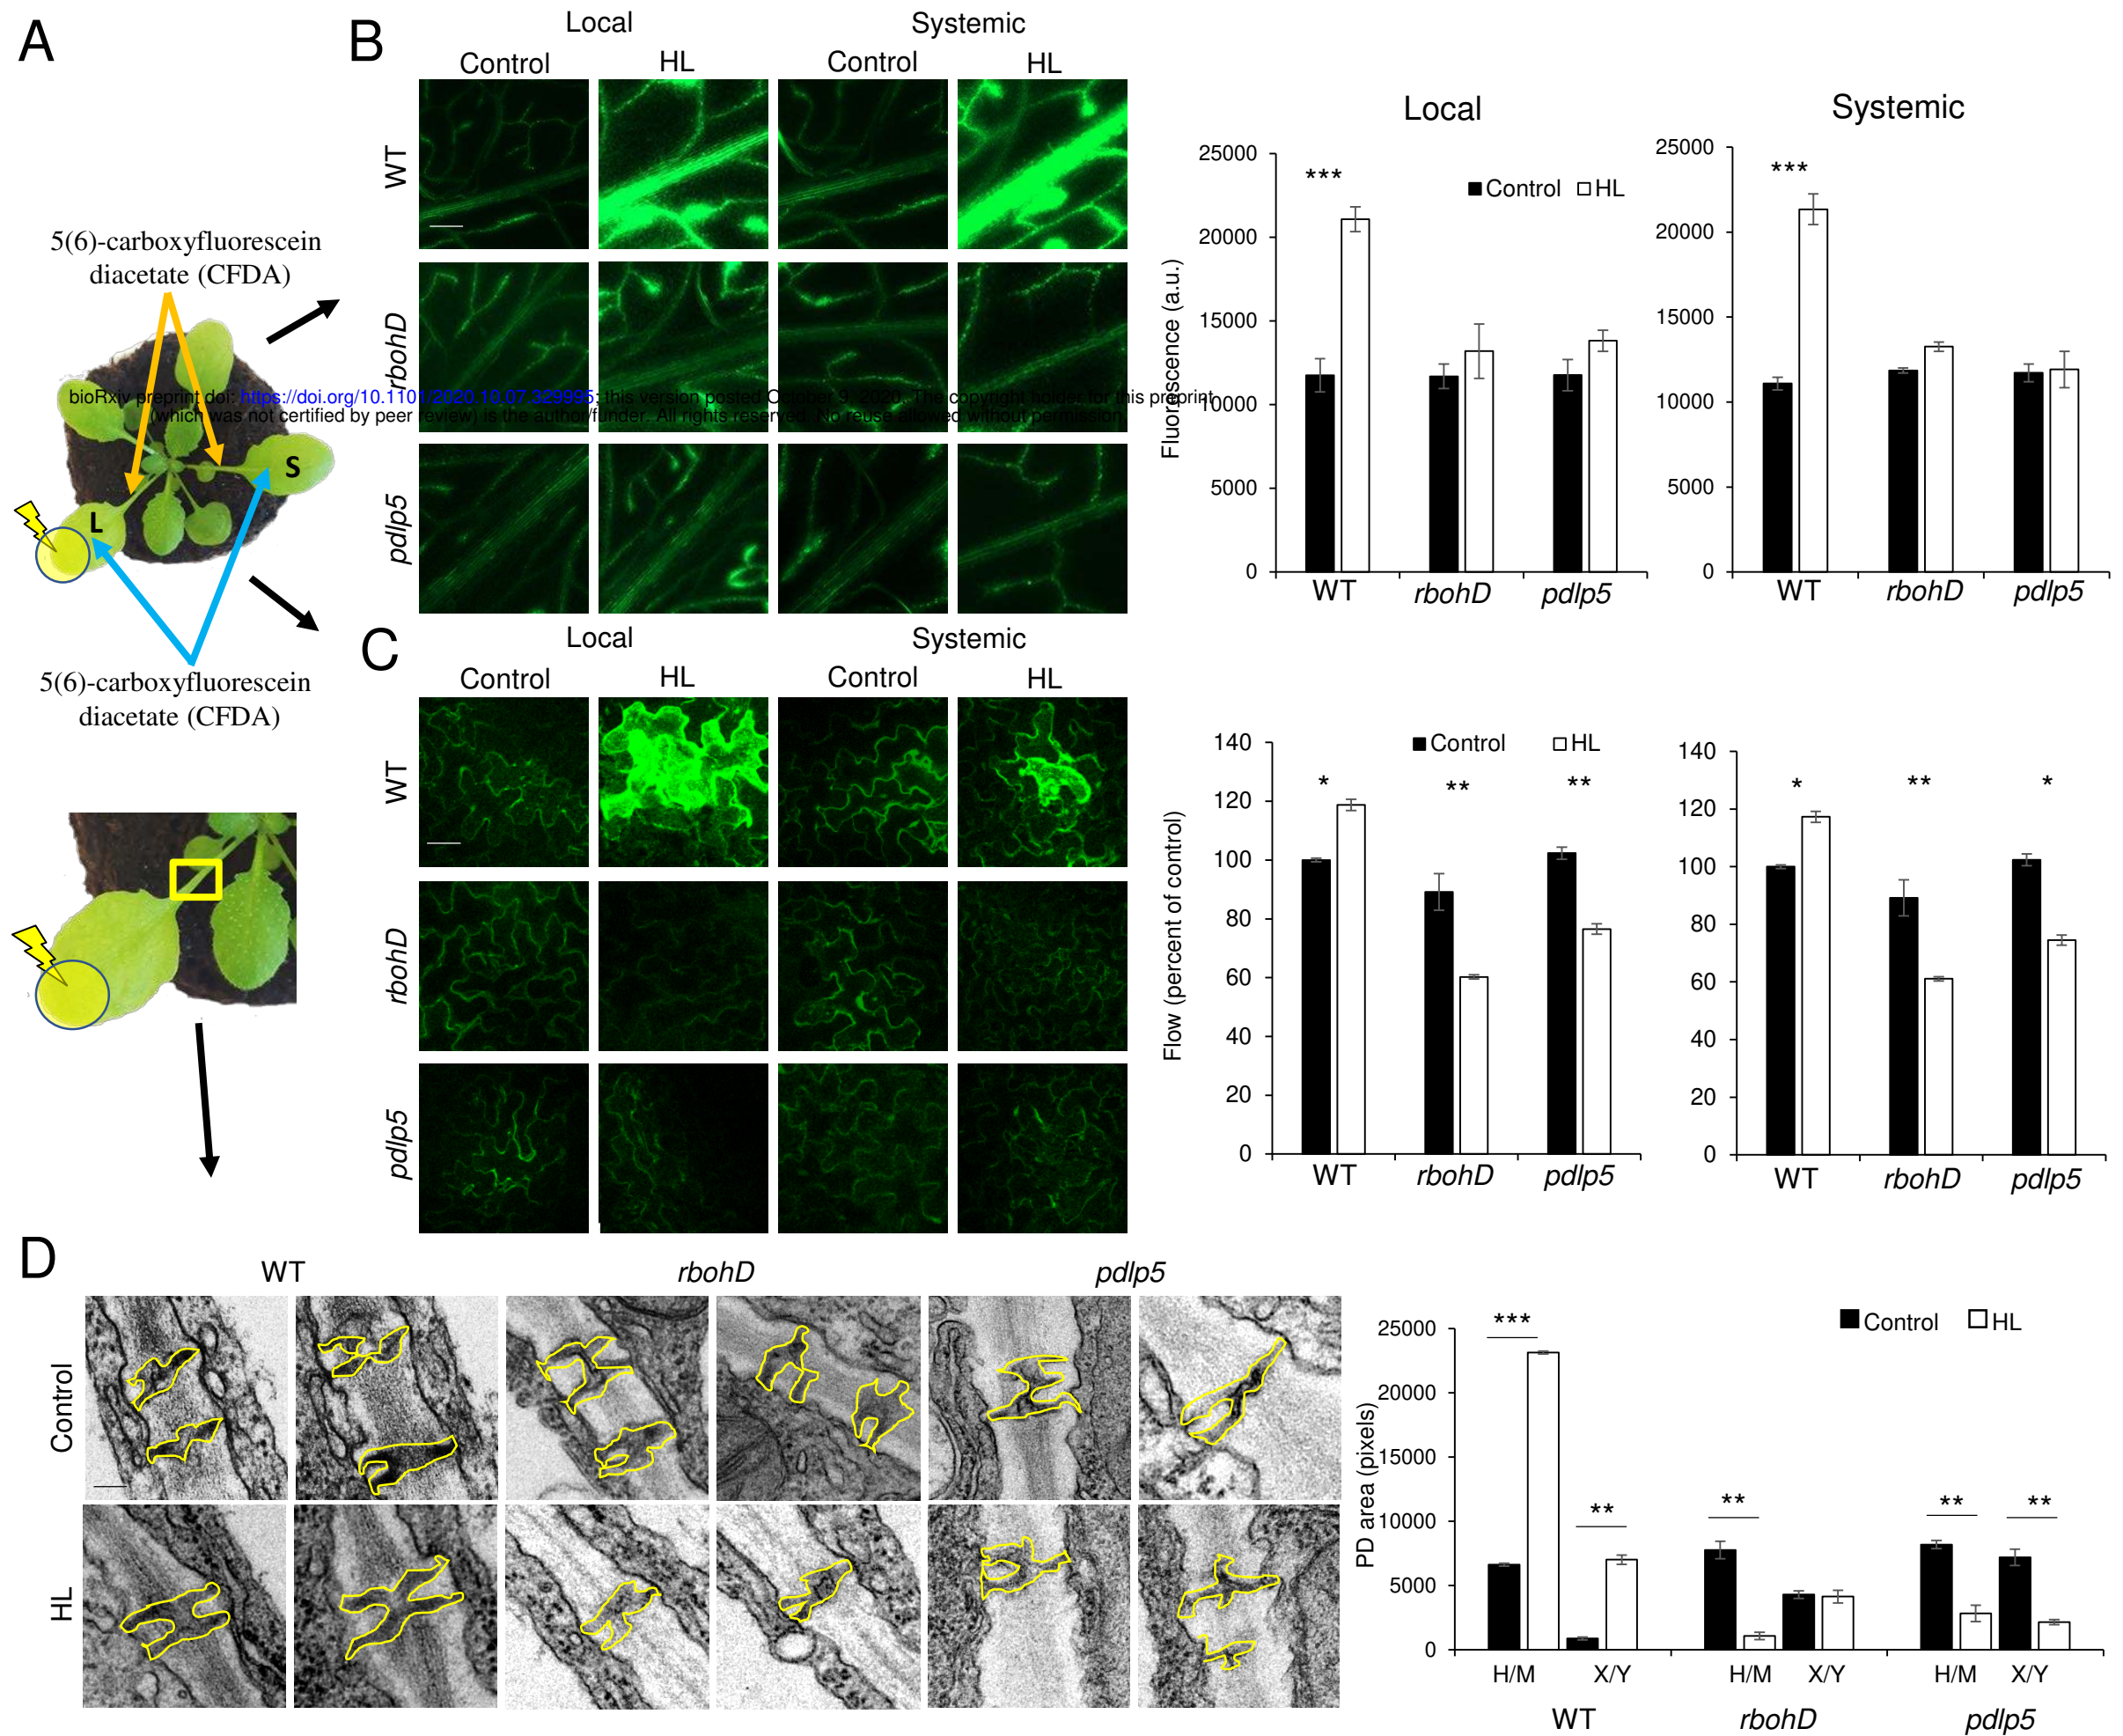 A
5(6)-carboxyfluorescein
diacetate (CFDA)
L
S
5(6)-carboxyfluorescein
diacetate (CFDA)
bioRxiv preprint doi: https://doi.org/10.1101/2020.10.07.329995; this version posted October 9, 2020. The copyright holder for this preprint
(which was not certified by peer review) is the author/funder. All rights reserved. No reuse allowed without permission.
B
Local
Systemic
Control
HL
Control
HL
WT
rbohD
pdlp5
Local
Control
HL
***
Fluorescence (a.u.)
25000
20000
15000
10000
5000
0
WT
rbohD
pdlp5
Systemic
***
25000
20000
15000
10000
5000
0
WT
rbohD
pdlp5
C
Local
Systemic
Control
HL
Control
HL
WT
rbohD
pdlp5
Control
HL
*
**
**
Flow (percent of control)
140
120
100
80
60
40
20
0
WT
rbohD
pdlp5
*
**
*
140
120
100
80
60
40
20
0
WT
rbohD
pdlp5
D
WT
rbohD
pdlp5
Control
HL
Control
HL
***
**
**
**
**
PD area (pixels)
25000
20000
15000
10000
5000
0
H/M
X/Y
H/M
X/Y
H/M
X/Y
WT
rbohD
pdlp5